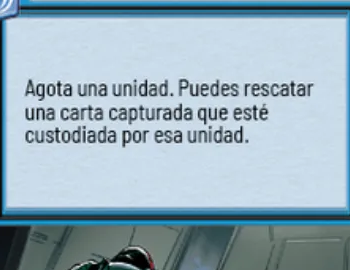 Agota una unidad. Puedes rescatar
una carta capturada que esté
custodiada por esa unidad.